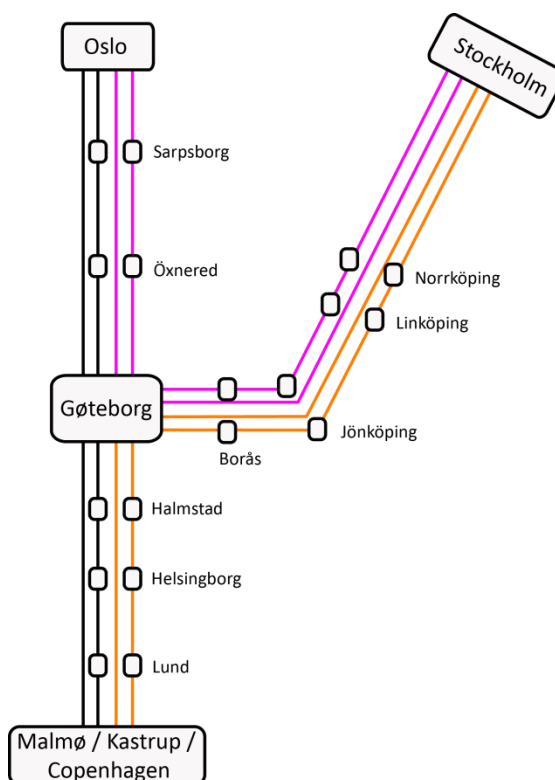 Oslo
Stockholm
Sarpsborg
Öxnered
Norrköping
Linköping
Gøteborg
Jönköping
Borås
Halmstad
Helsingborg
Lund
Malmø / Kastrup /
Copenhagen